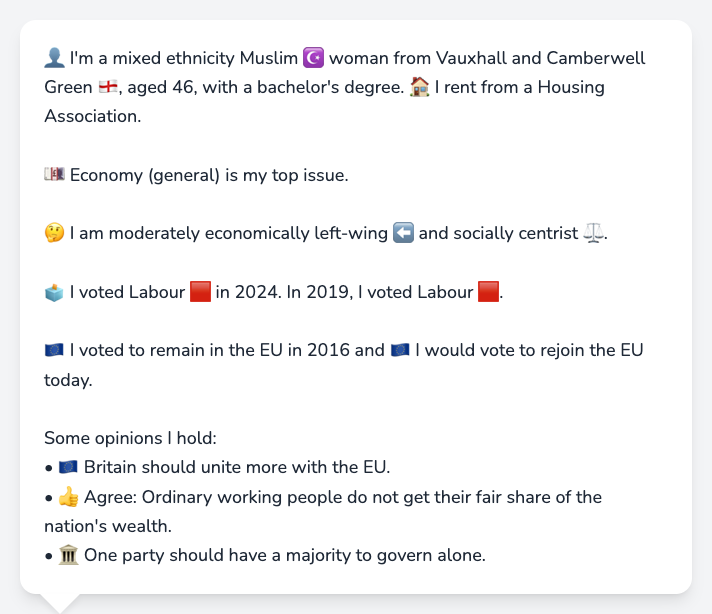 👤 I'm a mixed ethnicity Muslim ☪️ woman from Vauxhall and Camberwell
Green 🏴󠁧󠁢󠁥󠁮󠁧󠁿, aged 46, with a bachelor's degree. 🏠 I rent from a Housing
Association.
💷 Economy (general) is my top issue.
🤔 I am moderately economically left-wing ⬅️ and socially centrist ⚖️.
🗳️ I voted Labour 🟥 in 2024. In 2019, I voted Labour 🟥.
🇪🇺 I voted to remain in the EU in 2016 and 🇪🇺 I would vote to rejoin the EU
today.
Some opinions I hold:
• 🇪🇺 Britain should unite more with the EU.
• 👍 Agree: Ordinary working people do not get their fair share of the
nation's wealth.
• 🏛️ One party should have a majority to govern alone.